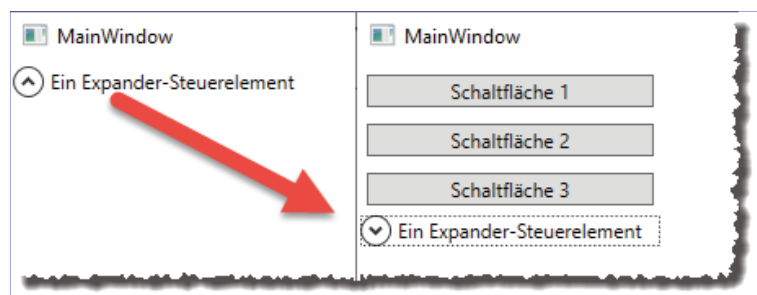 MainWindow
Ein Expander-Steuerelement
MainWindow
Schaltfläche 1
Schaltfläche 2
Schaltfläche 3
Ein Expander-Steuerelement